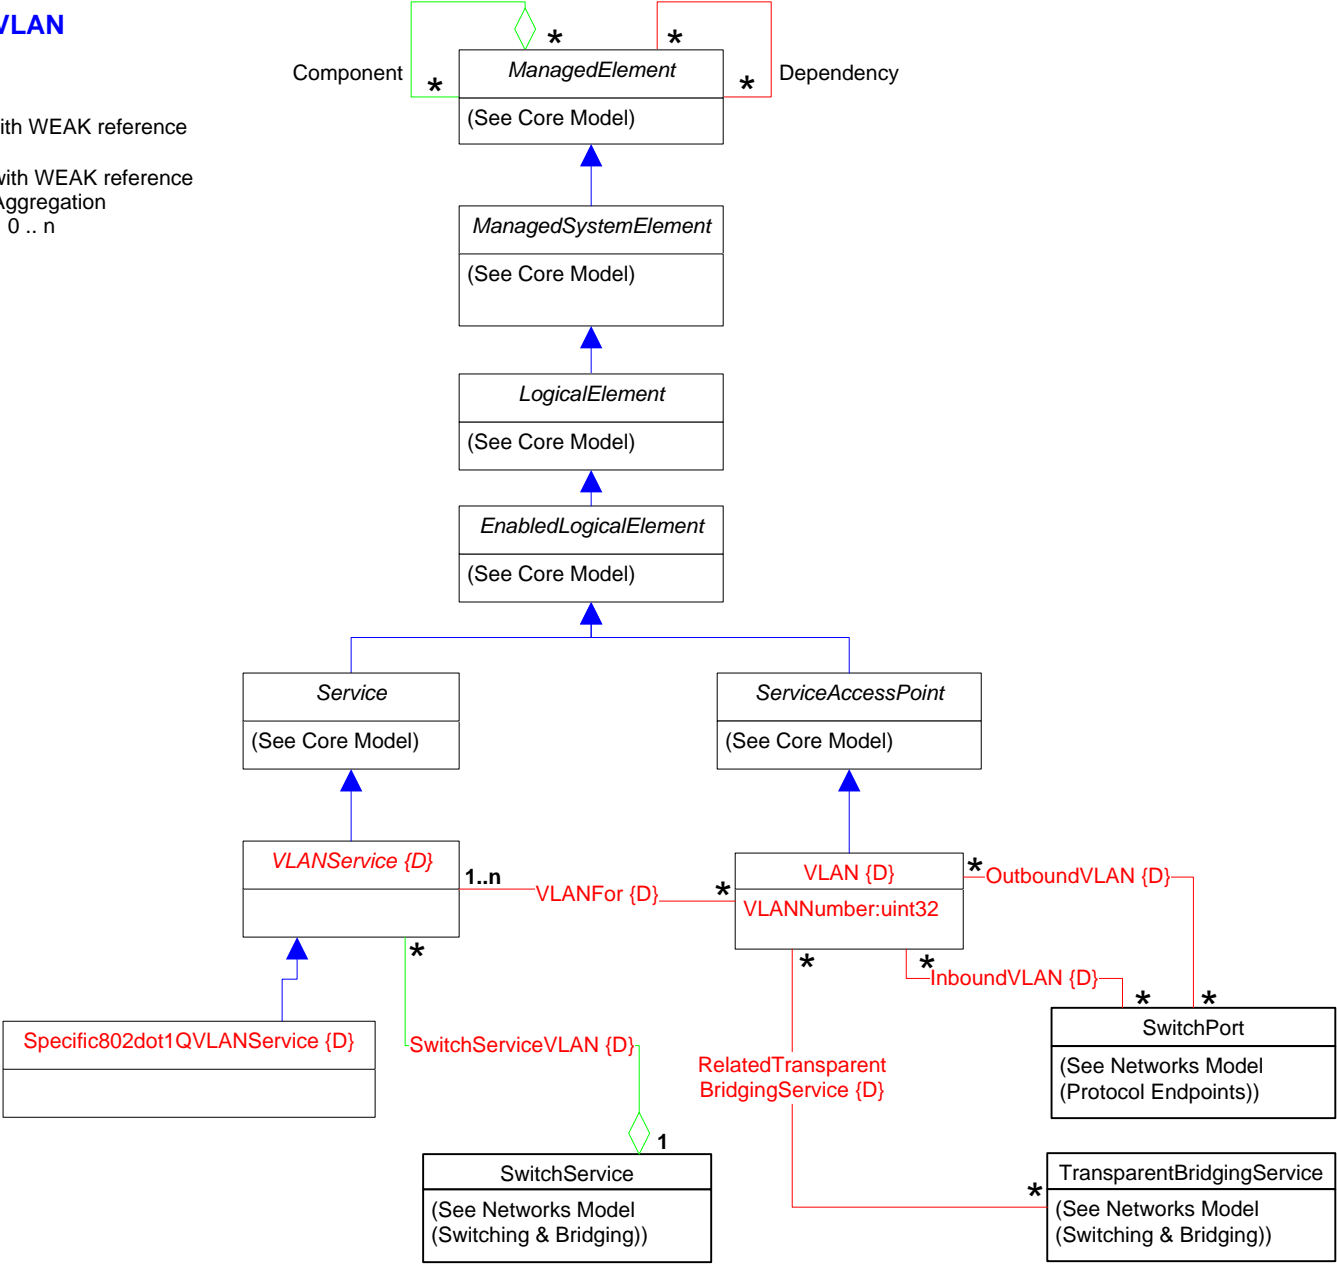 VLAN
ith WEAK reference
with WEAK reference
Aggregation
0 .. n
Component
*
*
ManagedElement
(See Core Model)
*
*
Dependency
ManagedSystemElement
(See Core Model)
LogicalElement
(See Core Model)
EnabledLogicalElement
(See Core Model)
Service
(See Core Model)
ServiceAccessPoint
(See Core Model)
VLANService {D}
1..n
VLANFor {D}
*
VLAN {D}
VLANNumber:uint32
*
OutboundVLAN {D}
*
*
*
InboundVLAN {D}
*
*
Specific802dot1QVLANService {D}
SwitchServiceVLAN {D}
RelatedTransparent
BridgingService {D}
SwitchPort
(See Networks Model
(Protocol Endpoints))
1
SwitchService
(See Networks Model
(Switching & Bridging))
*
TransparentBridgingService
(See Networks Model
(Switching & Bridging))